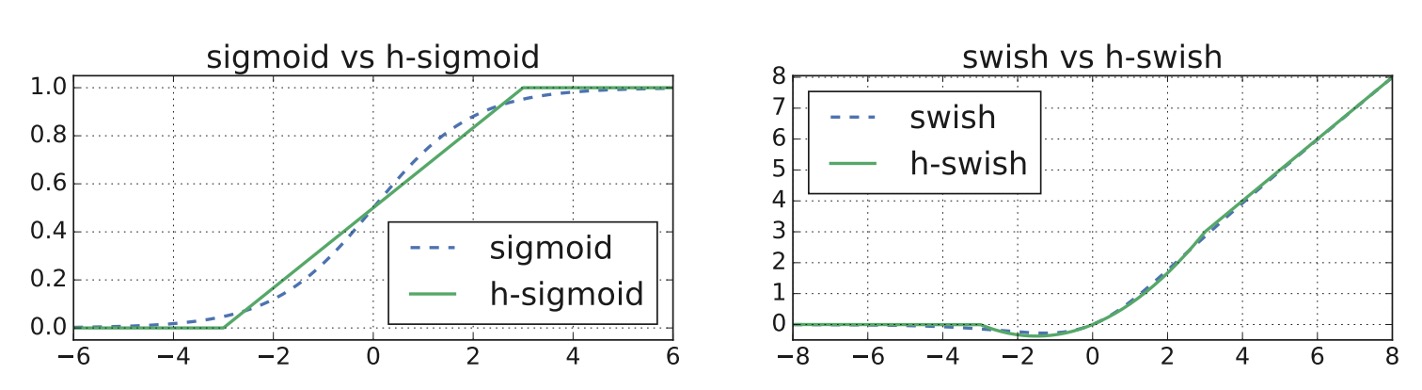 sigmoid vs h-sigmoid
1.0
0.8
0.6
0.4
0.2
0.0
−6 −4 −2 0 2 4 6
sigmoid
h-sigmoid
swish vs h-swish
8
7
6
5
4
3
2
1
0
−8 −6 −4 −2 0 2 4 6 8
swish
h-swish